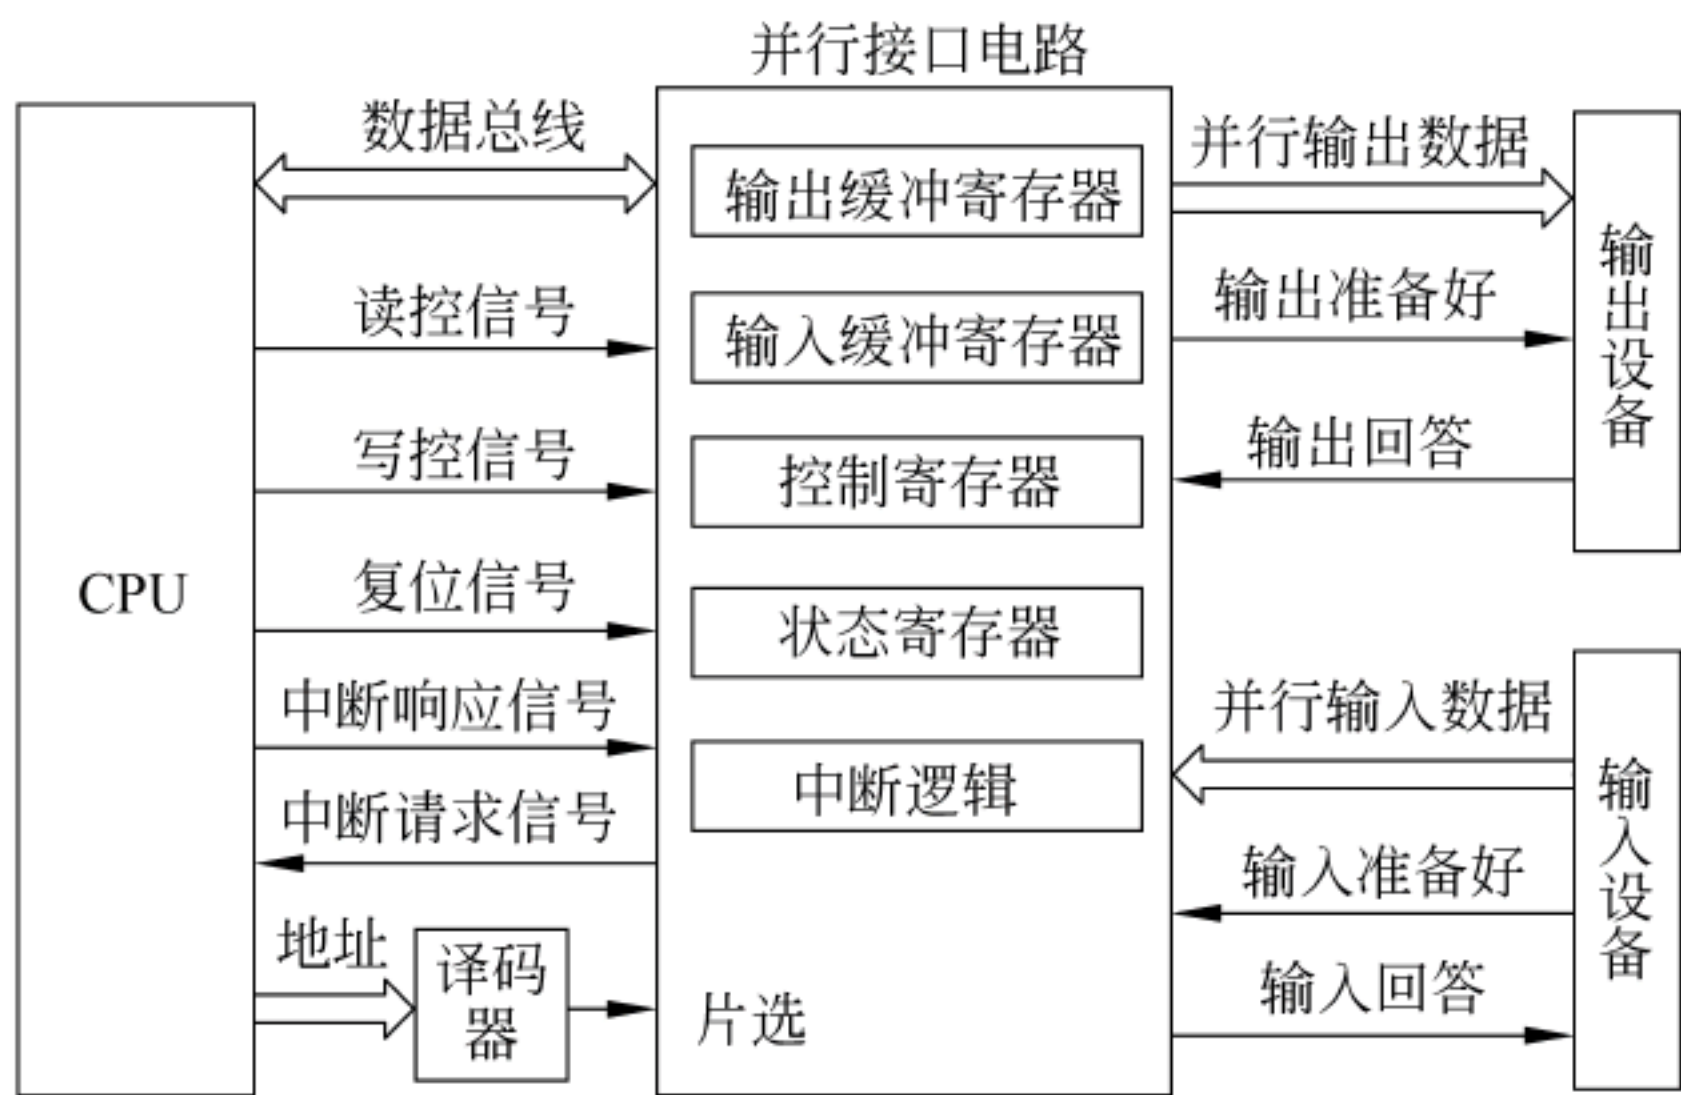 并行接口电路
CPU
数据总线
读控信号
写控信号
复位信号
中断响应信号
中断请求信号
地址
译码
器
输出缓冲寄存器
输入缓冲寄存器
控制寄存器
状态寄存器
中断逻辑
片选
并行输出数据
输出准备好
输出回答
输出设备
并行输入数据
输入准备好
输入回答
输入设备